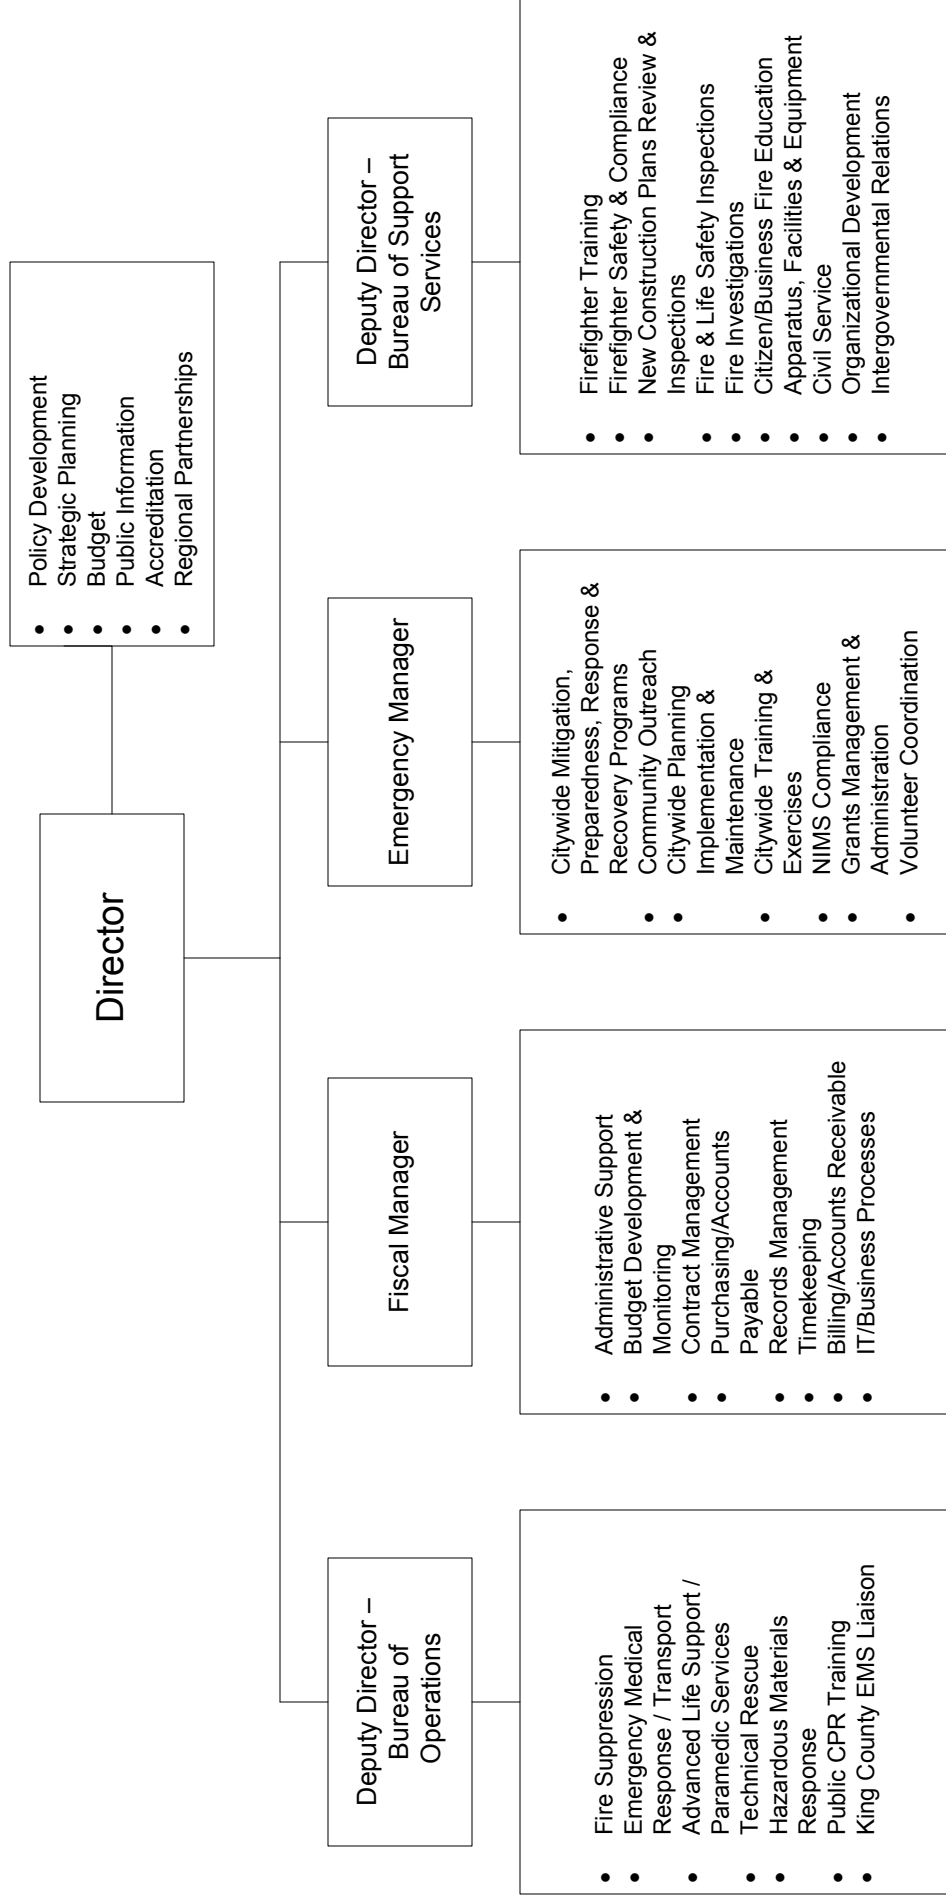 Director
• Policy Development
• Strategic Planning
• Budget
• Public Information
• Accreditation
• Regional Partnerships
Deputy Director –
Bureau of
Operations
• Fire Suppression
• Emergency Medical
Response / Transport
• Advanced Life Support /
Paramedic Services
• Technical Rescue
• Hazardous Materials
Response
• Public CPR Training
• King County EMS Liaison
Fiscal Manager
• Administrative Support
• Budget Development &
Monitoring
• Contract Management
• Purchasing/Accounts
Payable
• Records Management
• Timekeeping
• Billing/Accounts Receivable
• IT/Business Processes
Emergency Manager
• Citywide Mitigation,
Preparedness, Response &
Recovery Programs
• Community Outreach
• Citywide Planning
Implementation &
Maintenance
• Citywide Training &
Exercises
• NIMS Compliance
• Grants Management &
Administration
• Volunteer Coordination
Deputy Director –
Bureau of Support
Services
• Firefighter Training
• Firefighter Safety & Compliance
• New Construction Plans Review &
Inspections
• Fire & Life Safety Inspections
• Fire Investigations
• Citizen/Business Fire Education
• Apparatus, Facilities & Equipment
• Civil Service
• Organizational Development
• Intergovernmental Relations